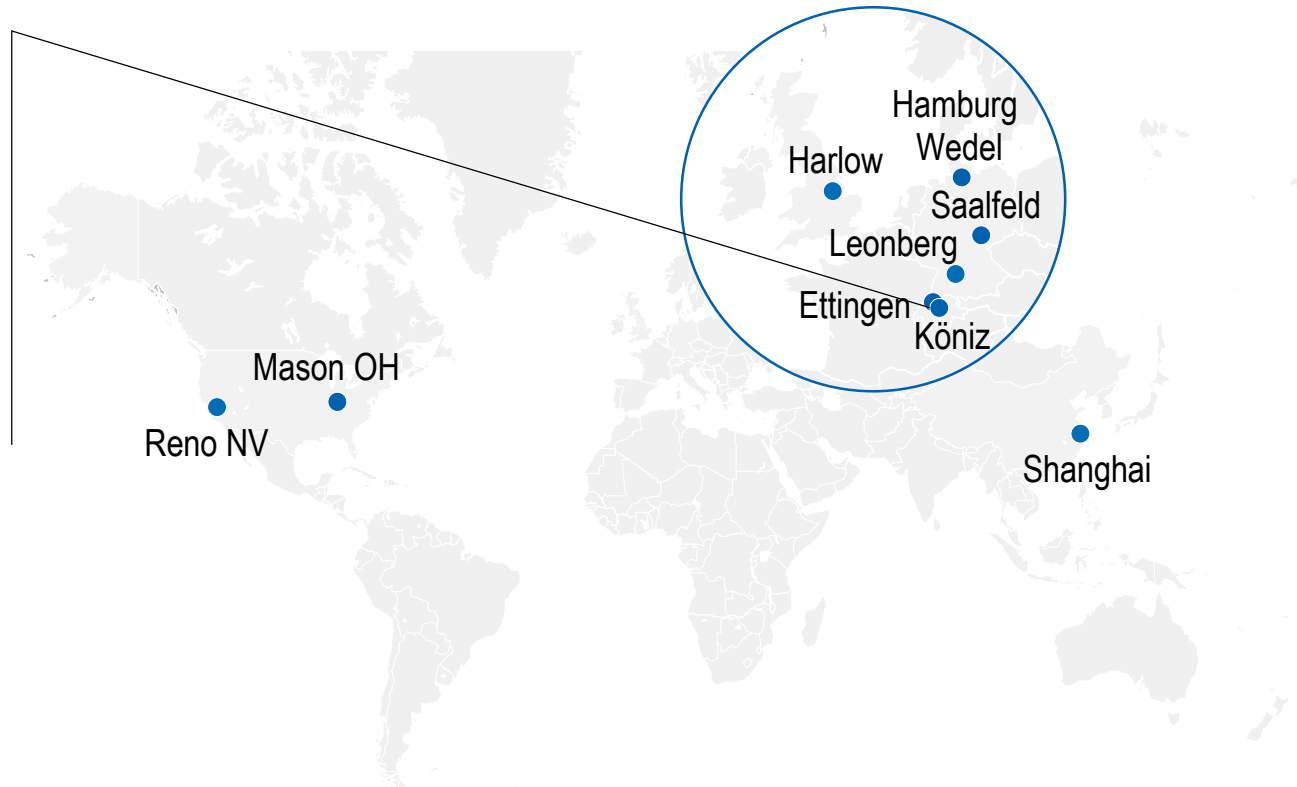 Hamburg
Wedel
Harlow
Saalfeld
Leonberg
Ettingen
Köniz
Mason OH
Reno NV
Shanghai